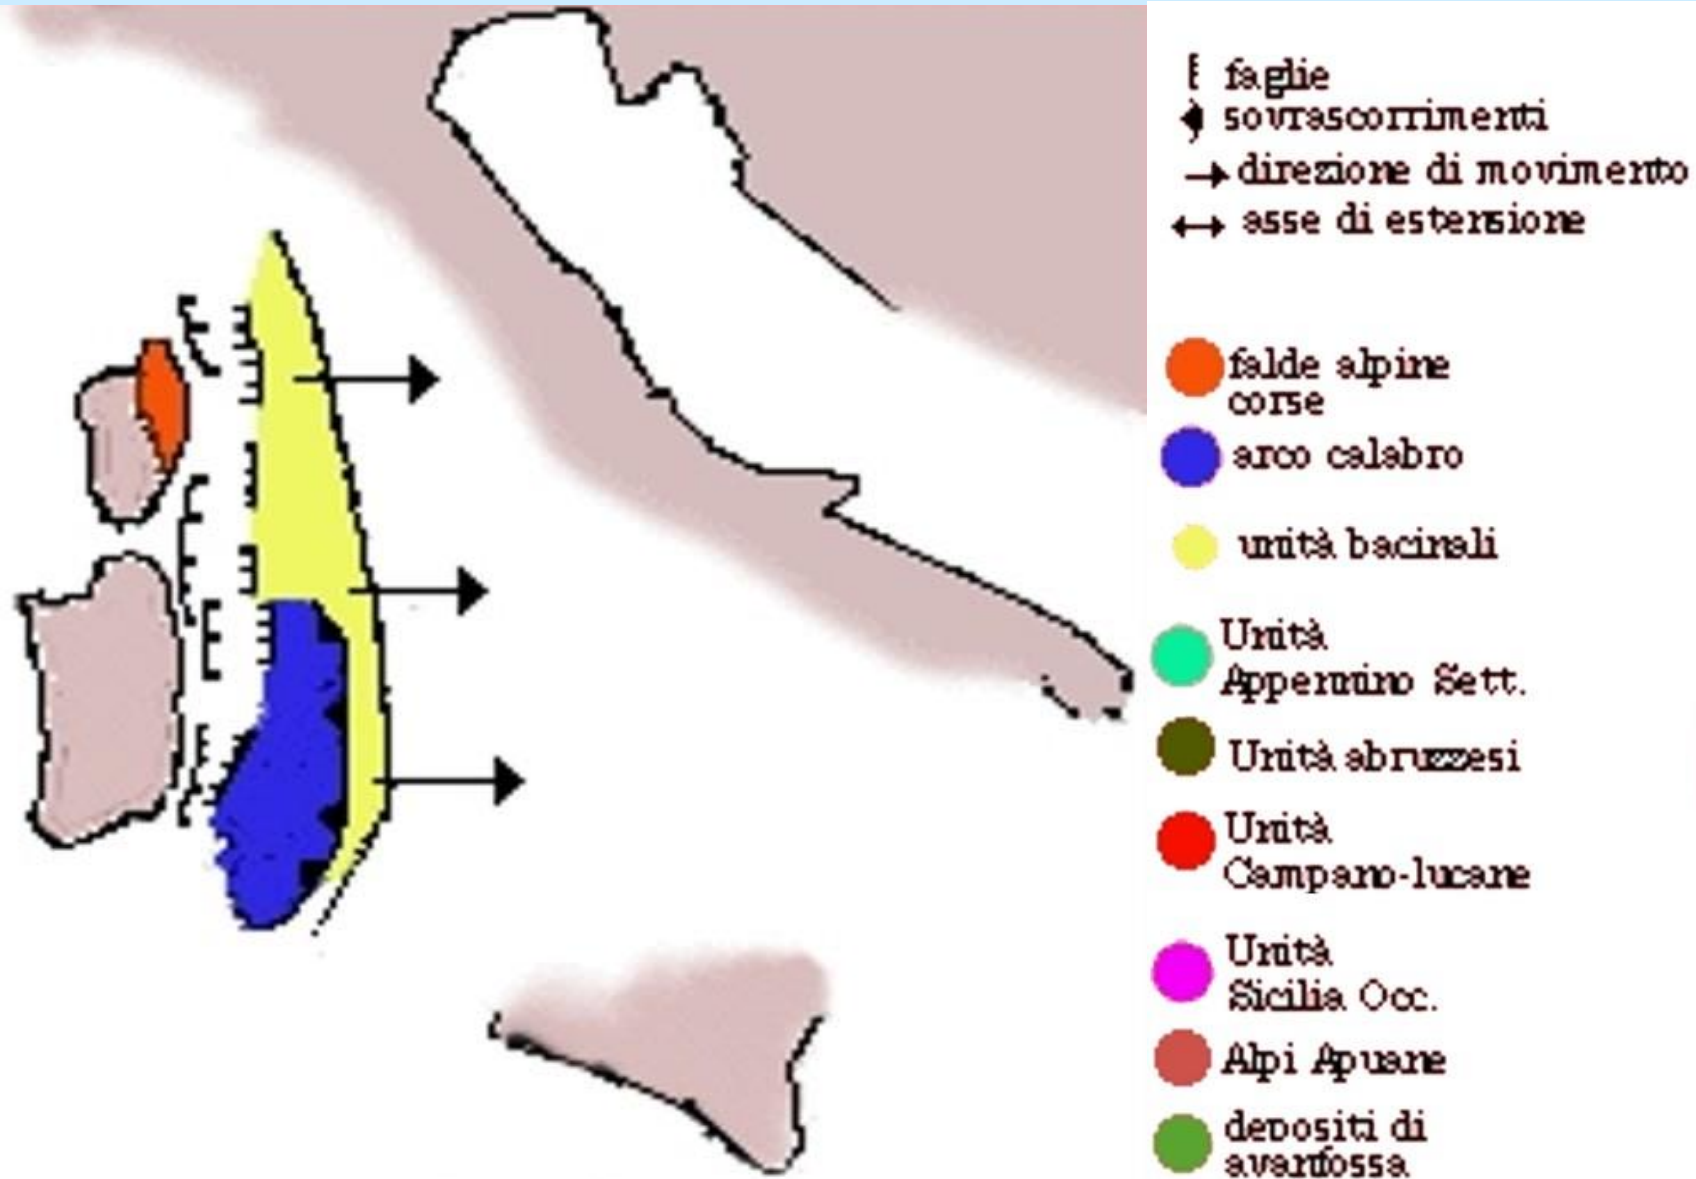 faglie
sovrascorrimenti
direzione di movimento
asse di estensione
falde alpine
corse
arco calabro
unità bacinali
Unità
Appennino Sett.
Unità abruzzesi
Unità
Campano-lucane
Unità
Sicilia Occ.
Alpi Apuane
depositi di
avanfossa